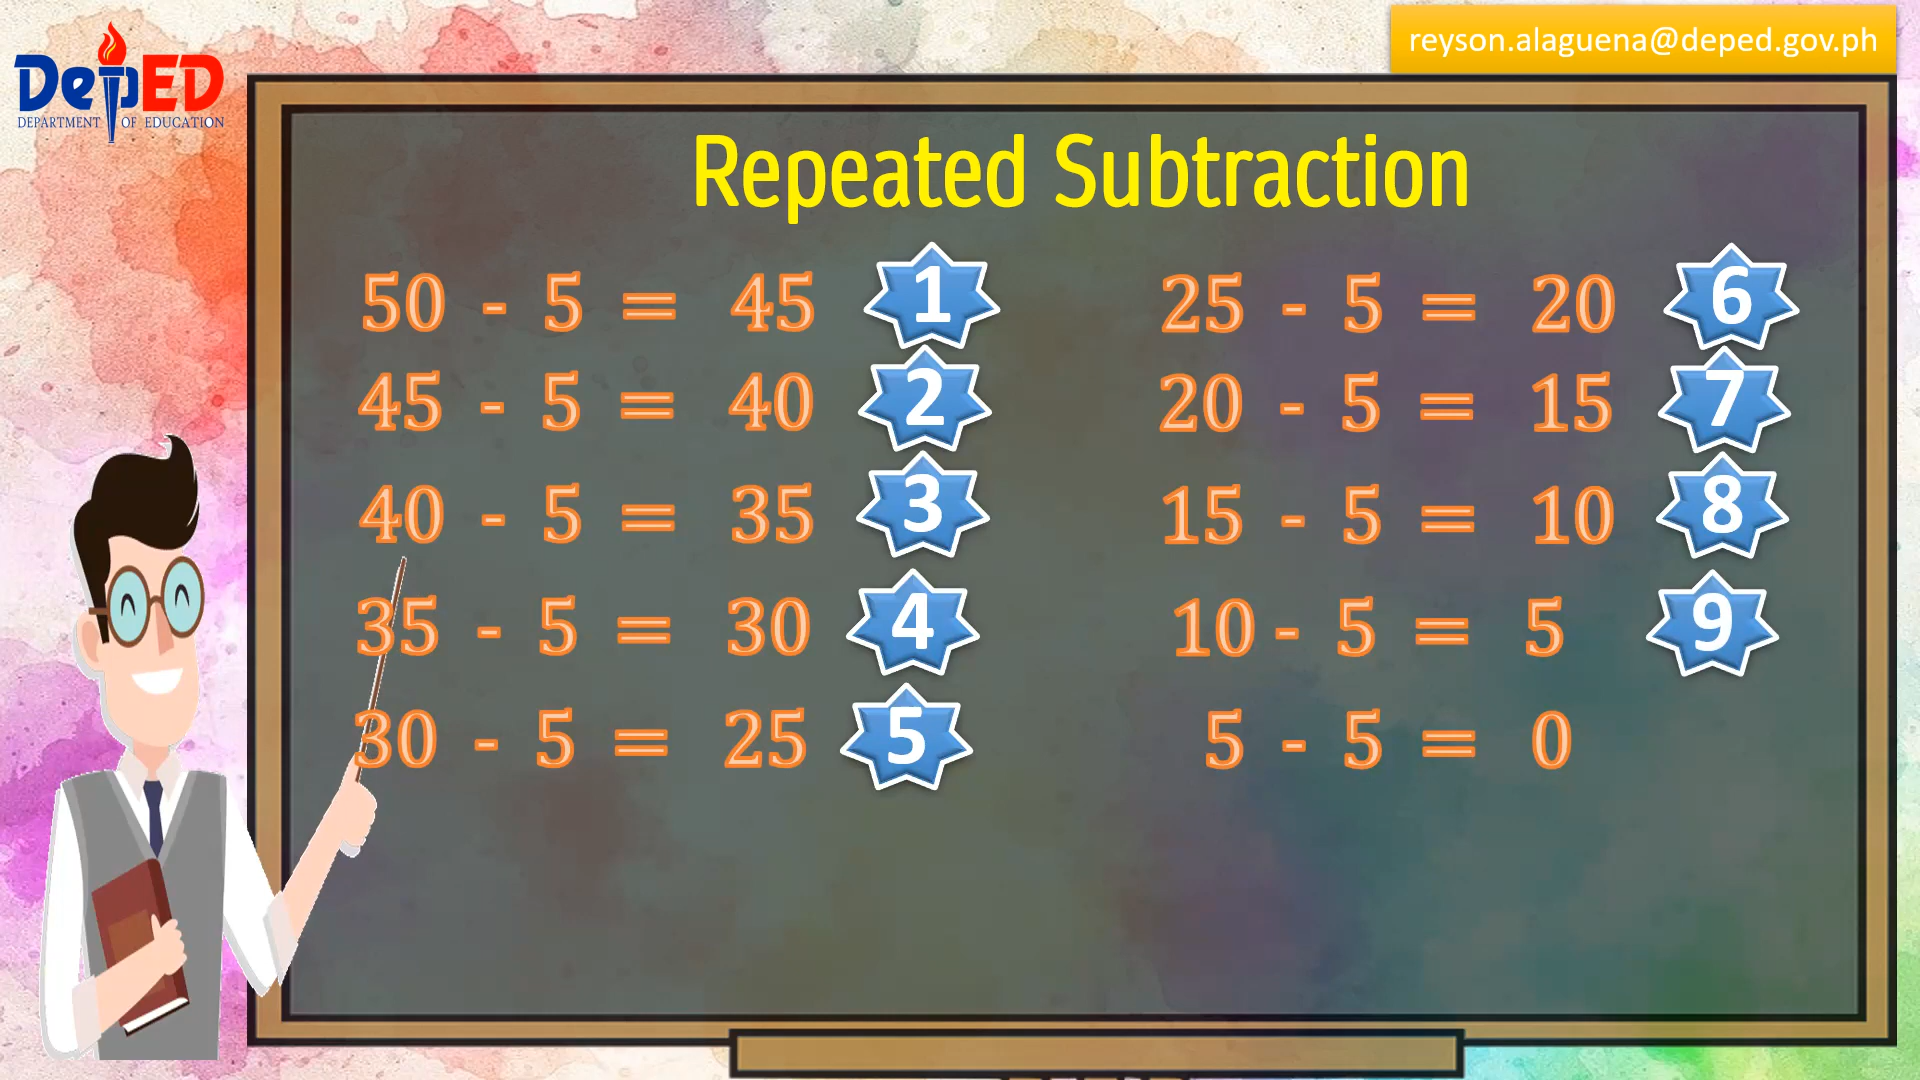 reyson.alaguena@deped.gov.ph
DepED
DEPARTMENT OF EDUCATION
Repeated Subtraction
50 - 5 = 45 1
45 - 5 = 40 2
40 - 5 = 35 3
35 - 5 = 30 4
30 - 5 = 25 5
25 - 5 = 20 6
20 - 5 = 15 7
15 - 5 = 10 8
10 - 5 = 5 9
5 - 5 = 0